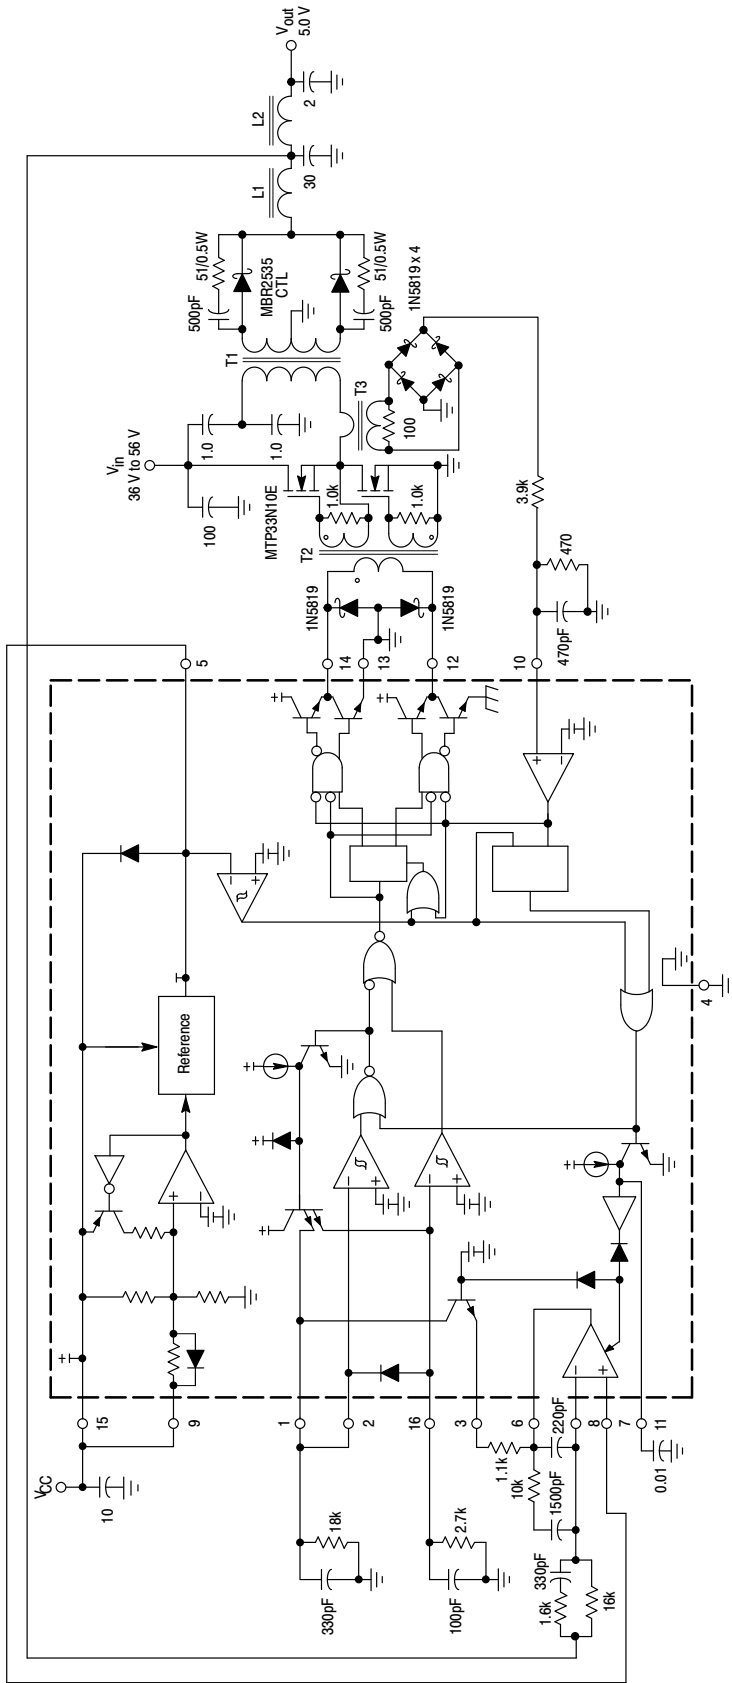 Vout
5.0 V
2
L2
30
L1
51/0.5W
500pF
MBR2535
CTL
51/0.5W
500pF
T1
1N5819 x 4
T3
100
1.0
1.0
Vin
36 V to 56 V
100
MTP33N10E
1.0k
1.0k
T2
3.9k
470
470pF
1N5819
1N5819
5
14
13
12
10
+
−
−
+
Reference
4
+
−
−
+
−
+
−
+
15
9
1
2
16
3
6
8
7
11
VCC
10
18k
330pF
2.7k
100pF
1.1k
10k
220pF
1500pF
0.01
330pF
1.6k
16k